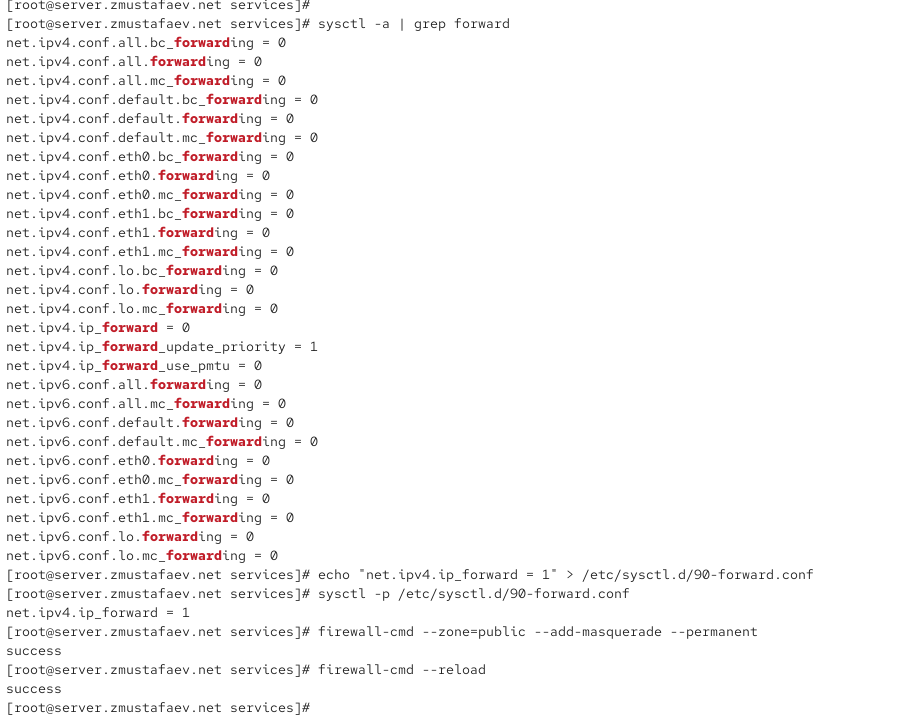 [root@server.zmustafaev.net services]#
[root@server.zmustafaev.net services]# sysctl -a | grep forward
net.ipv4.conf.all.bc_forwarding = 0
net.ipv4.conf.all.forwarding = 0
net.ipv4.conf.all.mc_forwarding = 0
net.ipv4.conf.default.bc_forwarding = 0
net.ipv4.conf.default.forwarding = 0
net.ipv4.conf.default.mc_forwarding = 0
net.ipv4.conf.eth0.bc_forwarding = 0
net.ipv4.conf.eth0.forwarding = 0
net.ipv4.conf.eth0.mc_forwarding = 0
net.ipv4.conf.eth1.bc_forwarding = 0
net.ipv4.conf.eth1.forwarding = 0
net.ipv4.conf.eth1.mc_forwarding = 0
net.ipv4.conf.lo.bc_forwarding = 0
net.ipv4.conf.lo.forwarding = 0
net.ipv4.conf.lo.mc_forwarding = 0
net.ipv4.ip_forward = 0
net.ipv4.ip_forward_update_priority = 1
net.ipv4.ip_forward_use_pmtu = 0
net.ipv6.conf.all.forwarding = 0
net.ipv6.conf.all.mc_forwarding = 0
net.ipv6.conf.default.forwarding = 0
net.ipv6.conf.default.mc_forwarding = 0
net.ipv6.conf.eth0.forwarding = 0
net.ipv6.conf.eth0.mc_forwarding = 0
net.ipv6.conf.eth1.forwarding = 0
net.ipv6.conf.eth1.mc_forwarding = 0
net.ipv6.conf.lo.forwarding = 0
net.ipv6.conf.lo.mc_forwarding = 0
[root@server.zmustafaev.net services]# echo "net.ipv4.ip_forward = 1" > /etc/sysctl.d/90-forward.conf
[root@server.zmustafaev.net services]# sysctl -p /etc/sysctl.d/90-forward.conf
net.ipv4.ip_forward = 1
[root@server.zmustafaev.net services]# firewall-cmd --zone=public --add-masquerade --permanent
success
[root@server.zmustafaev.net services]# firewall-cmd --reload
success
[root@server.zmustafaev.net services]#